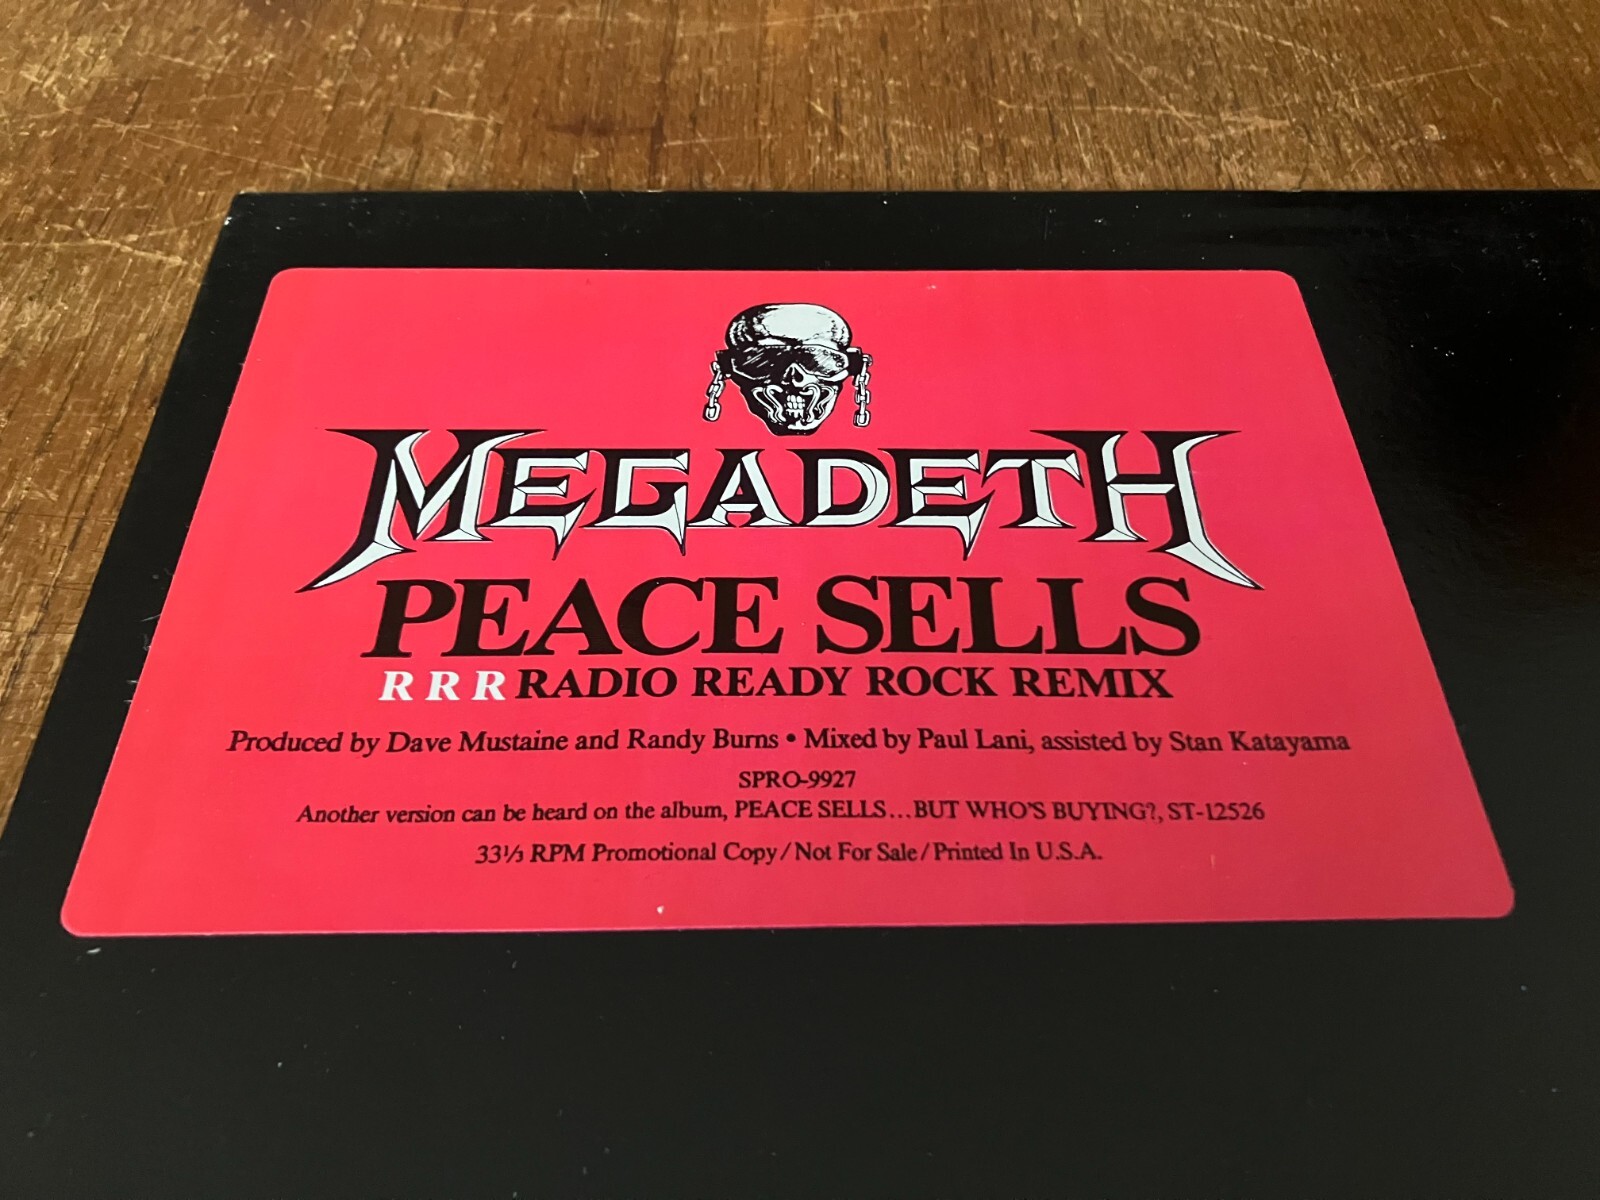 MEGADETH
PEACE SELLS
RRR RADIO READY ROCK REMIX
Produced by Dave Mustaine and Randy Burns • Mixed by Paul Lani, assisted by Stan Katayama
SPRO-9927
Another version can be heard on the album, PEACE SELLS...BUT WHO'S BUYING?, ST-12526
33⅓ RPM Promotional Copy/Not For Sale/Printed In U.S.A.